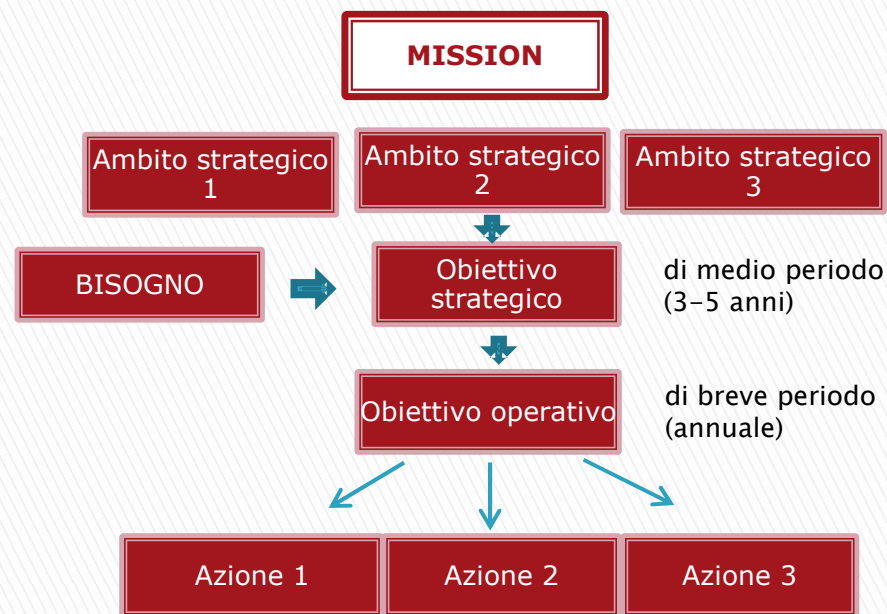 MISSION
Ambito strategico
1
Ambito strategico
2
Ambito strategico
3
BISOGNO
Obiettivo
strategico
di medio periodo
(3–5 anni)
Obiettivo operativo
di breve periodo
(annuale)
Azione 1
Azione 2
Azione 3